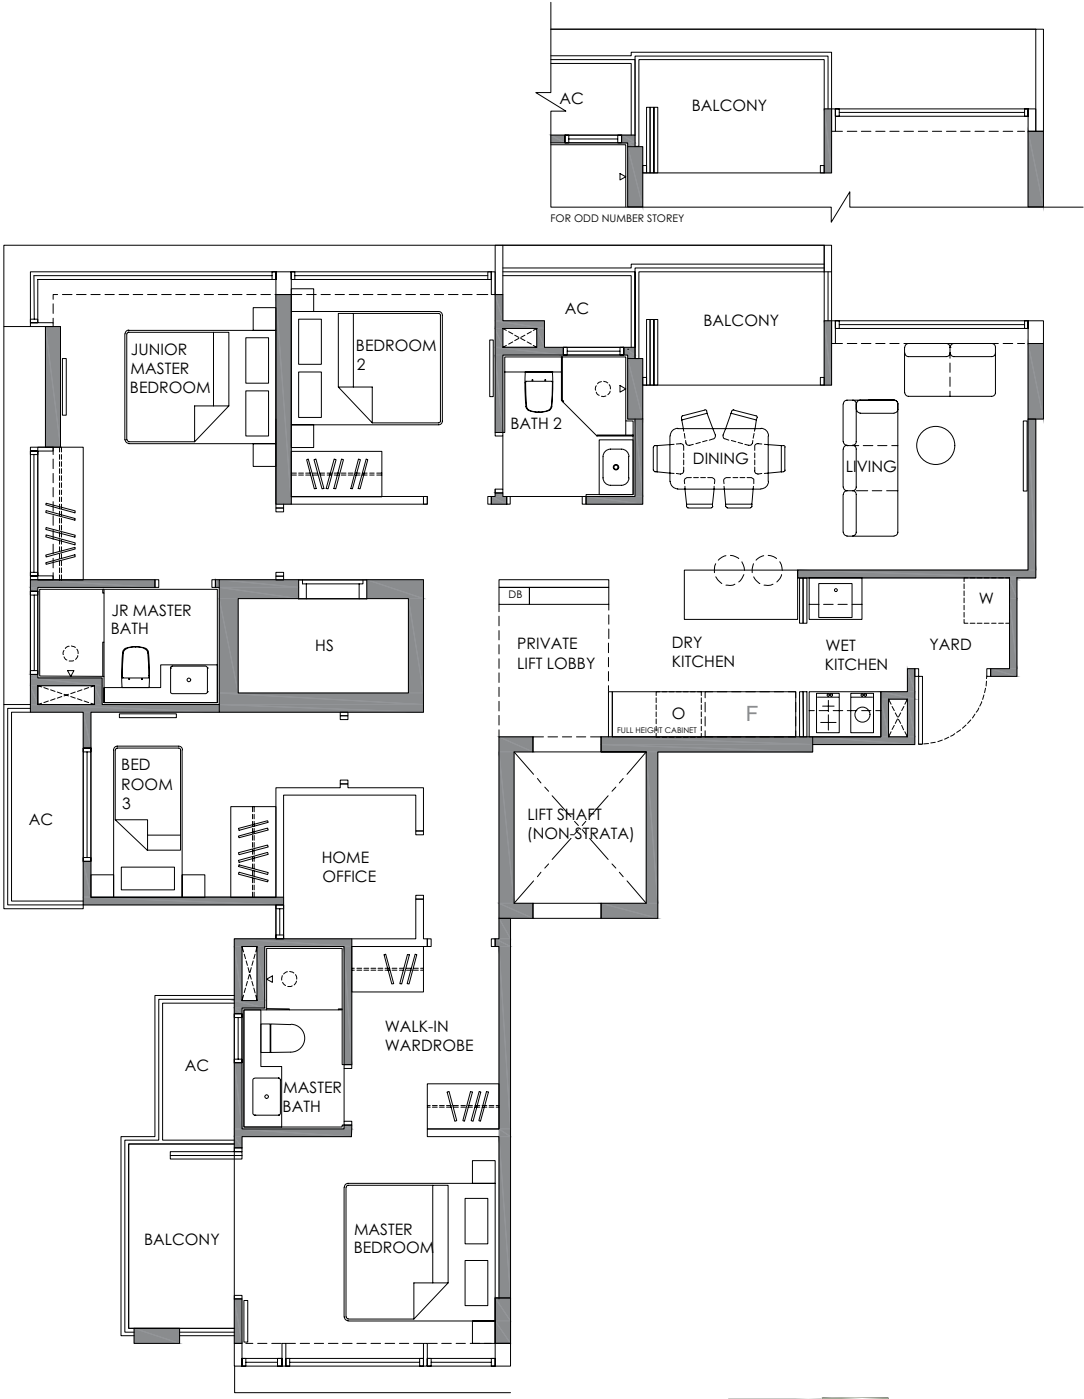 AC
BALCONY
FOR ODD NUMBER STOREY
AC
BALCONY
JUNIOR
MASTER
BEDROOM
BEDROOM
2
BATH 2
DINING
LIVING
DB
W
JR MASTER
BATH
HS
PRIVATE
LIFT LOBBY
DRY
KITCHEN
WET
KITCHEN
YARD
F
FULL HEIGHT CABINET
BED
ROOM
3
AC
LIFT SHAFT
(NON-STRATA)
HOME
OFFICE
WALK-IN
WARDROBE
AC
MASTER
BATH
BALCONY
MASTER
BEDROOM